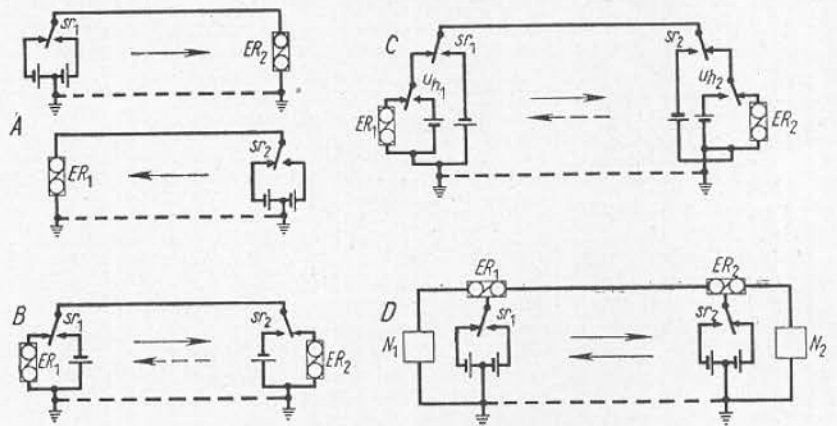 sr₁
ER₂
A
ER₁
sr₂
B
sr₁
ER₁
sr₂
ER₂
C
sr₁
uh₁
ER₁
sr₂
uh₂
ER₂
D
ER₁
sr₁
N₁
ER₂
sr₂
N₂